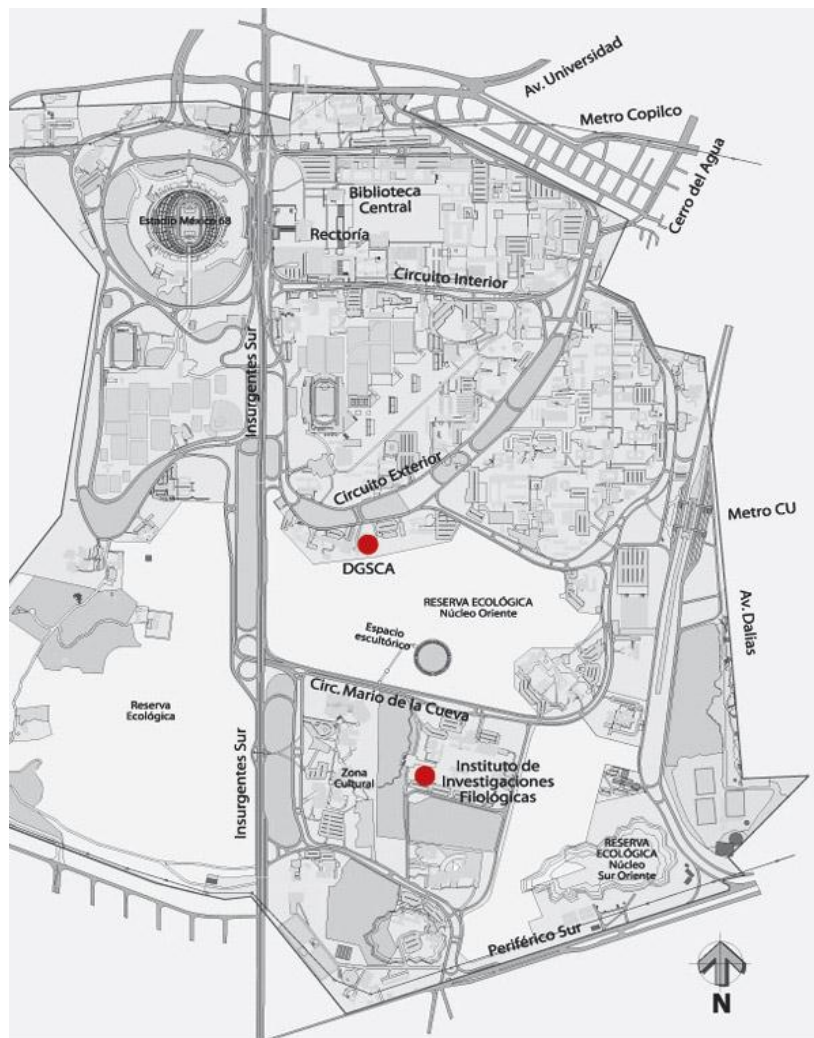 Av. Universidad
Metro Copilco
Cerro del Agua
Biblioteca
Central
Estadio México 68
Rectoría
Circuito Interior
Insurgentes Sur
Circuito Exterior
Metro CU
DGSCA
RESERVA ECOLÓGICA
Núcleo Oriente
Av. Dalias
Espacio
escultórico
Circ. Mario de la Cueva
Reserva
Ecológica
Insurgentes Sur
Zona
Cultural
Instituto de
Investigaciones
Filológicas
RESERVA
ECOLÓGICA
Núcleo
Sur Oriente
Periférico Sur
N